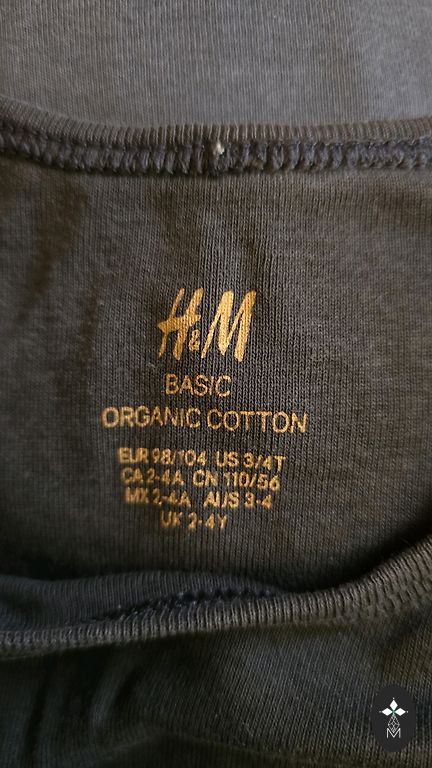 H&M
BASIC
ORGANIC COTTON
EUR 98/104 US 3/4T
CA 2-4A CN 110/56
MX 2-4A AUS 3-4
UK 2-4Y
M